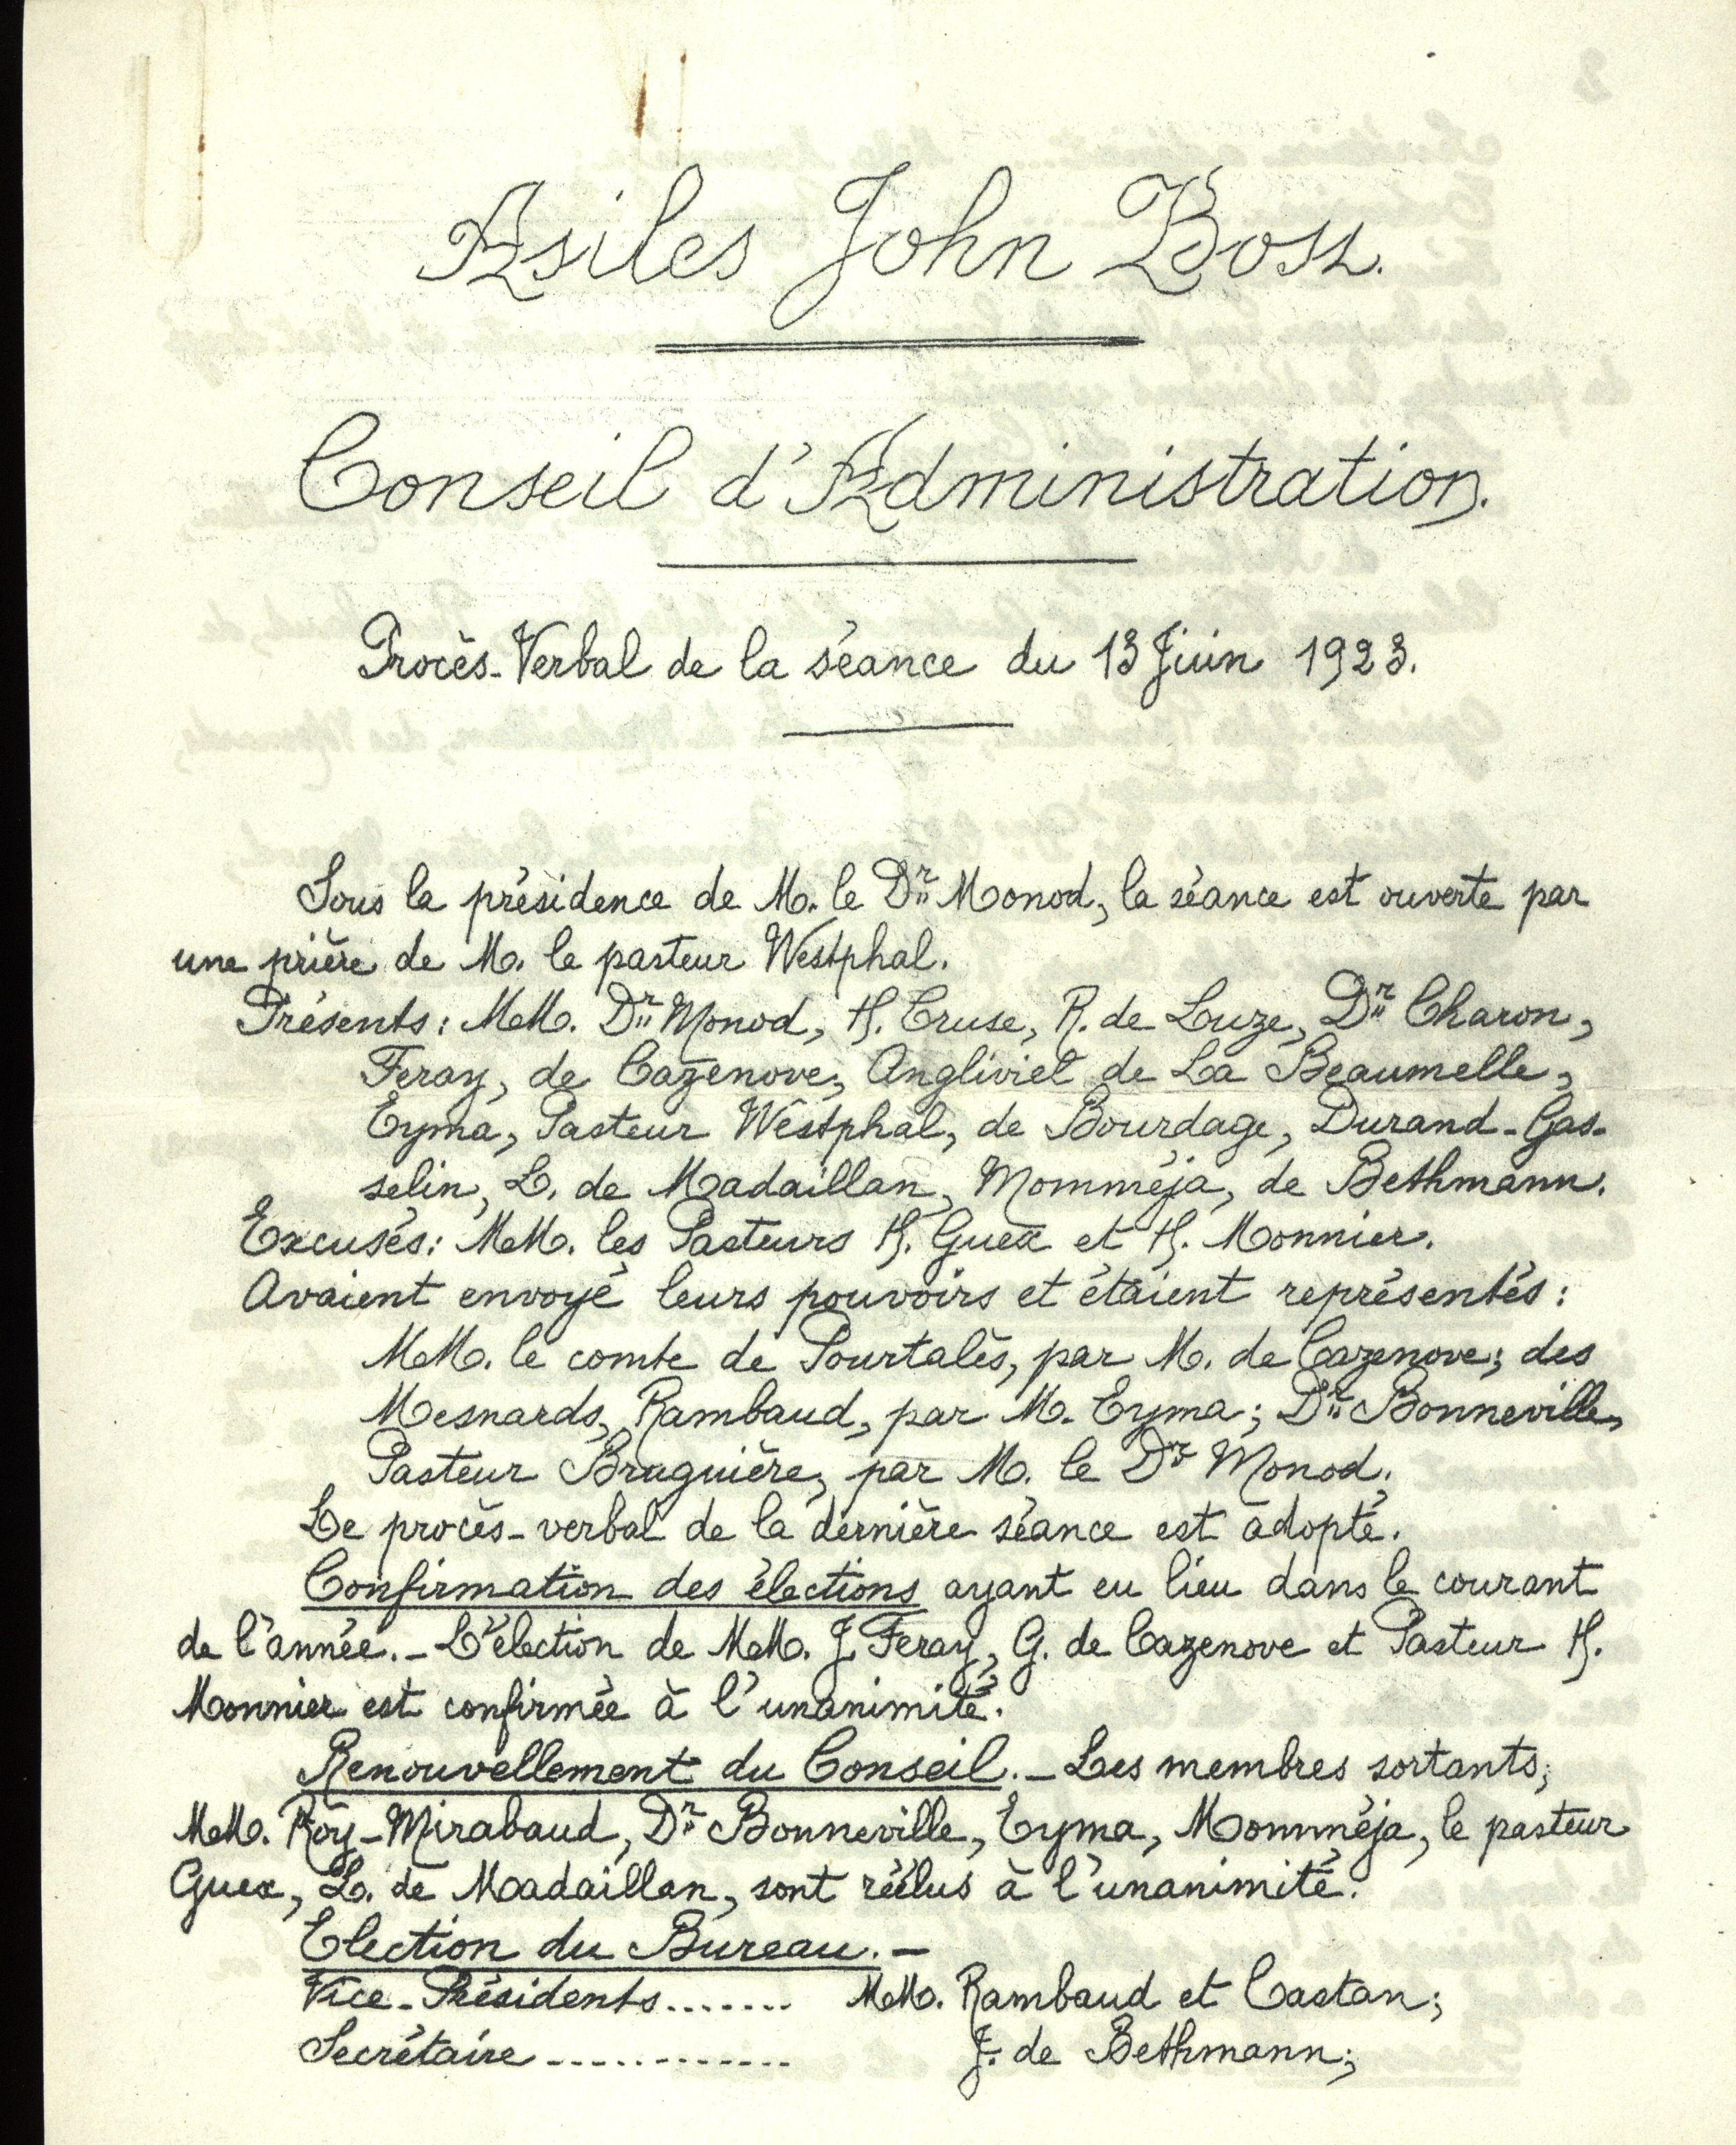 Asiles John Bost.
Conseil d'Administration.
Procès-Verbal de la séance du 13 Juin 1923.
Sous la présidence de M. le Dr Monod, la séance est ouverte par
une prière de M. le pasteur Westphal.
Présents: MM. Dr Monod, H. Cruse, R. de Luze, Dr Charon,
Feray, de Cazenove, Angliviel de La Beaumelle,
Eyma, Pasteur Westphal, de Bourdage, Durand-Gas-
selin, L. de Madaillan, Momméja, de Bethmann.
Excusés: MM. les Pasteurs H. Guex et H. Monnier.
Avaient envoyé leurs pouvoirs et étaient représentés:
MM. le comte de Pourtalès, par M. de Cazenove; des
Mesnards, Rambaud, par M. Eyma; Dr Bonneville,
Pasteur Bruguière, par M. le Dr Monod.
Le procès-verbal de la dernière séance est adopté.
Confirmation des élections ayant eu lieu dans le courant
de l'année.- L'élection de MM. J. Feray, G. de Cazenove et Pasteur H.
Monnier est confirmée à l'unanimité.
Renouvellement du Conseil.- Les membres sortants,
MM. Roy-Mirabaud, Dr Bonneville, Eyma, Momméja, le pasteur
Guex, L. de Madaillan, sont réélus à l'unanimité.
Election du Bureau.-
Vice-Présidents....... MM. Rambaud et Castan;
Secrétaire............ J. de Bethmann;